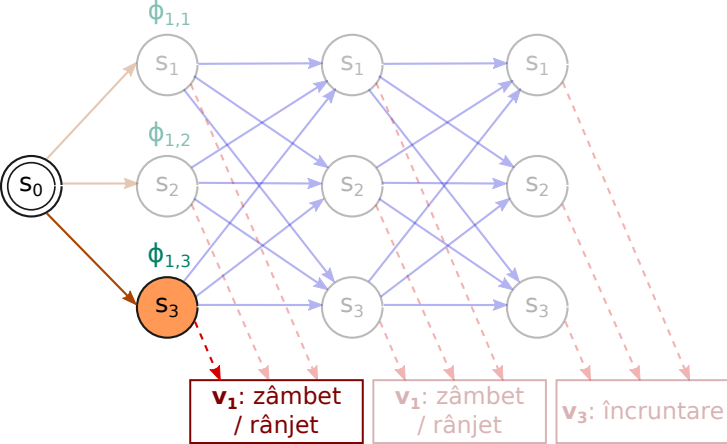 ϕ1,1
s1 s1 s1
ϕ1,2
s0 s2 s2 s2
ϕ1,3
s3 s3 s3
v1: zâmbet
/ rânjet
v1: zâmbet
/ rânjet
v3: încruntare